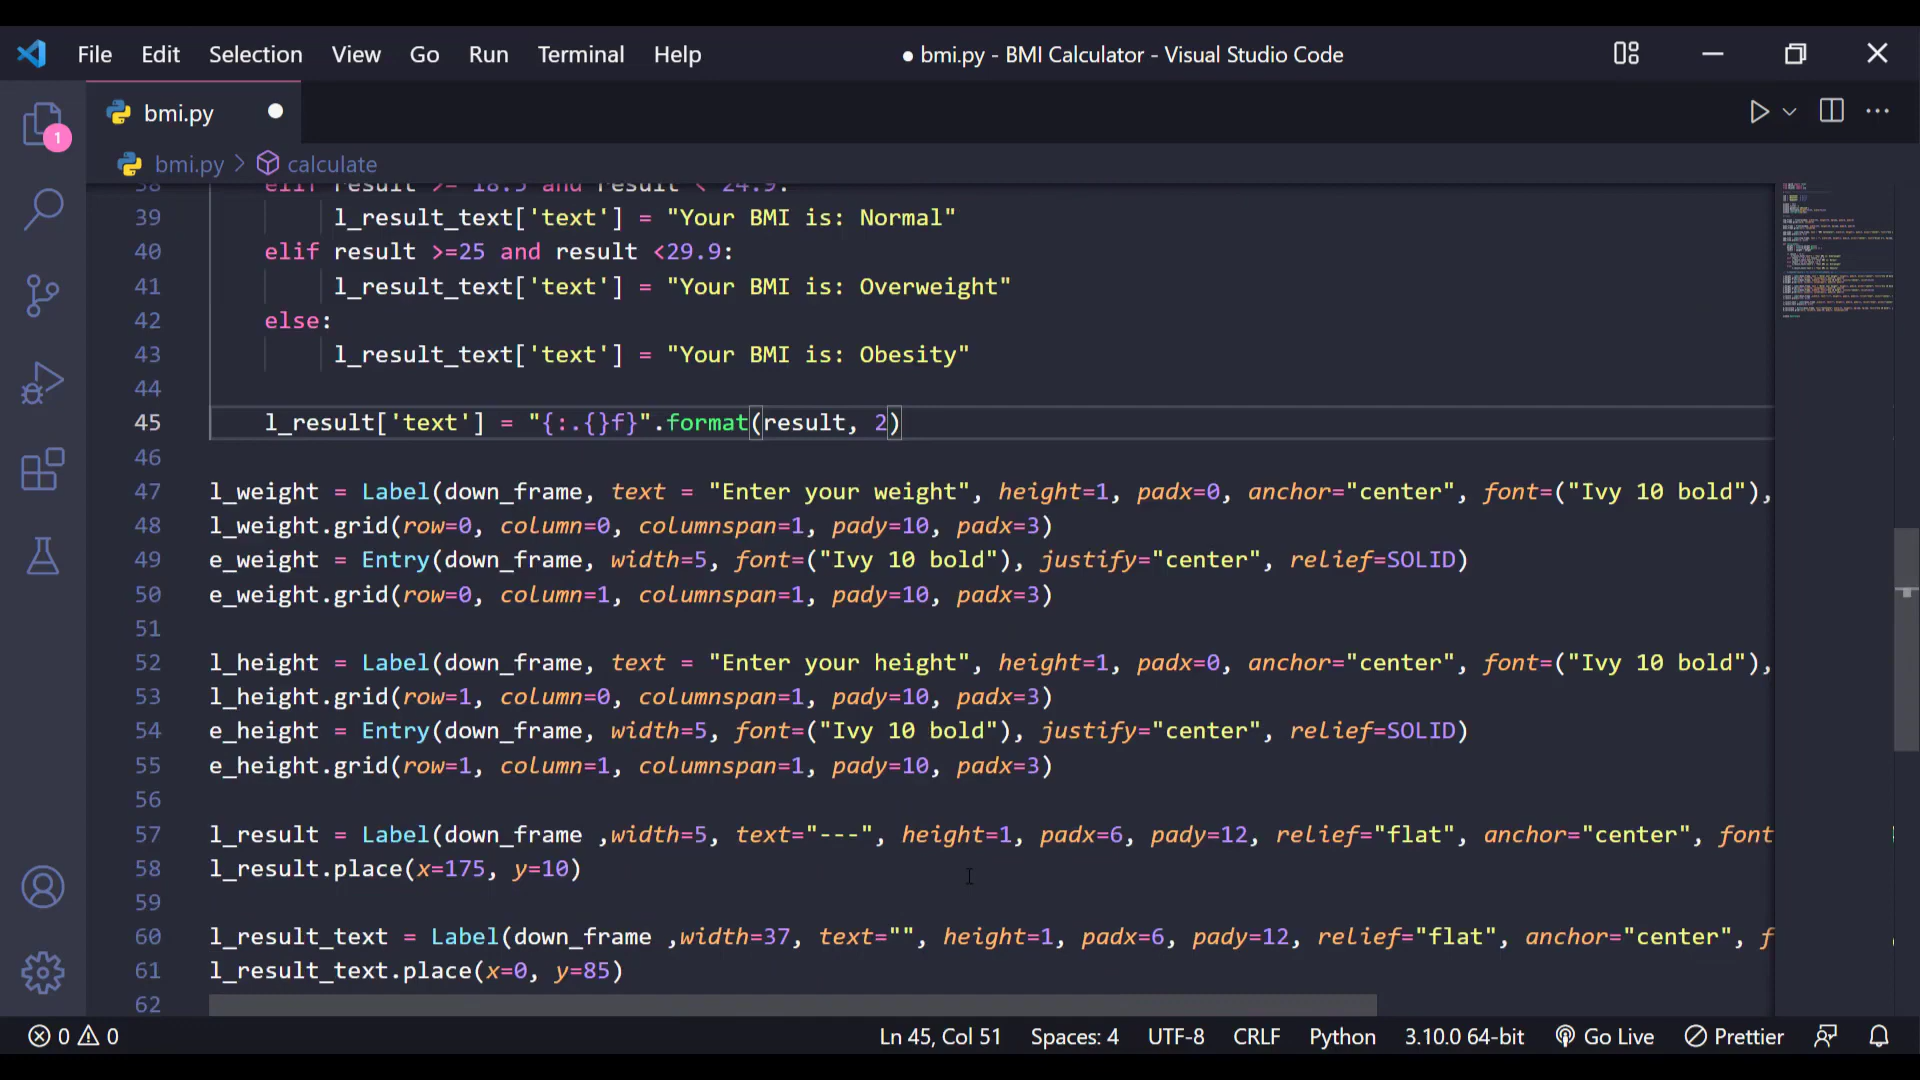 File Edit Selection View Go Run Terminal Help ● bmi.py - BMI Calculator - Visual Studio Code
bmi.py
1
bmi.py > calculate
38 elif result >= 18.5 and result < 24.9:
39 l_result_text['text'] = "Your BMI is: Normal"
40 elif result >=25 and result <29.9:
41 l_result_text['text'] = "Your BMI is: Overweight"
42 else:
43 l_result_text['text'] = "Your BMI is: Obesity"
44
45 l_result['text'] = "{:.{}f}".format(result, 2)
46
47 l_weight = Label(down_frame, text = "Enter your weight", height=1, padx=0, anchor="center", font=("Ivy 10 bold"),
48 l_weight.grid(row=0, column=0, columnspan=1, pady=10, padx=3)
49 e_weight = Entry(down_frame, width=5, font=("Ivy 10 bold"), justify="center", relief=SOLID)
50 e_weight.grid(row=0, column=1, columnspan=1, pady=10, padx=3)
51
52 l_height = Label(down_frame, text = "Enter your height", height=1, padx=0, anchor="center", font=("Ivy 10 bold"),
53 l_height.grid(row=1, column=0, columnspan=1, pady=10, padx=3)
54 e_height = Entry(down_frame, width=5, font=("Ivy 10 bold"), justify="center", relief=SOLID)
55 e_height.grid(row=1, column=1, columnspan=1, pady=10, padx=3)
56
57 l_result = Label(down_frame ,width=5, text="---", height=1, padx=6, pady=12, relief="flat", anchor="center", font
58 l_result.place(x=175, y=10)
59
60 l_result_text = Label(down_frame ,width=37, text="", height=1, padx=6, pady=12, relief="flat", anchor="center", f
61 l_result_text.place(x=0, y=85)
62
0 0 Ln 45, Col 51 Spaces: 4 UTF-8 CRLF Python 3.10.0 64-bit Go Live Prettier